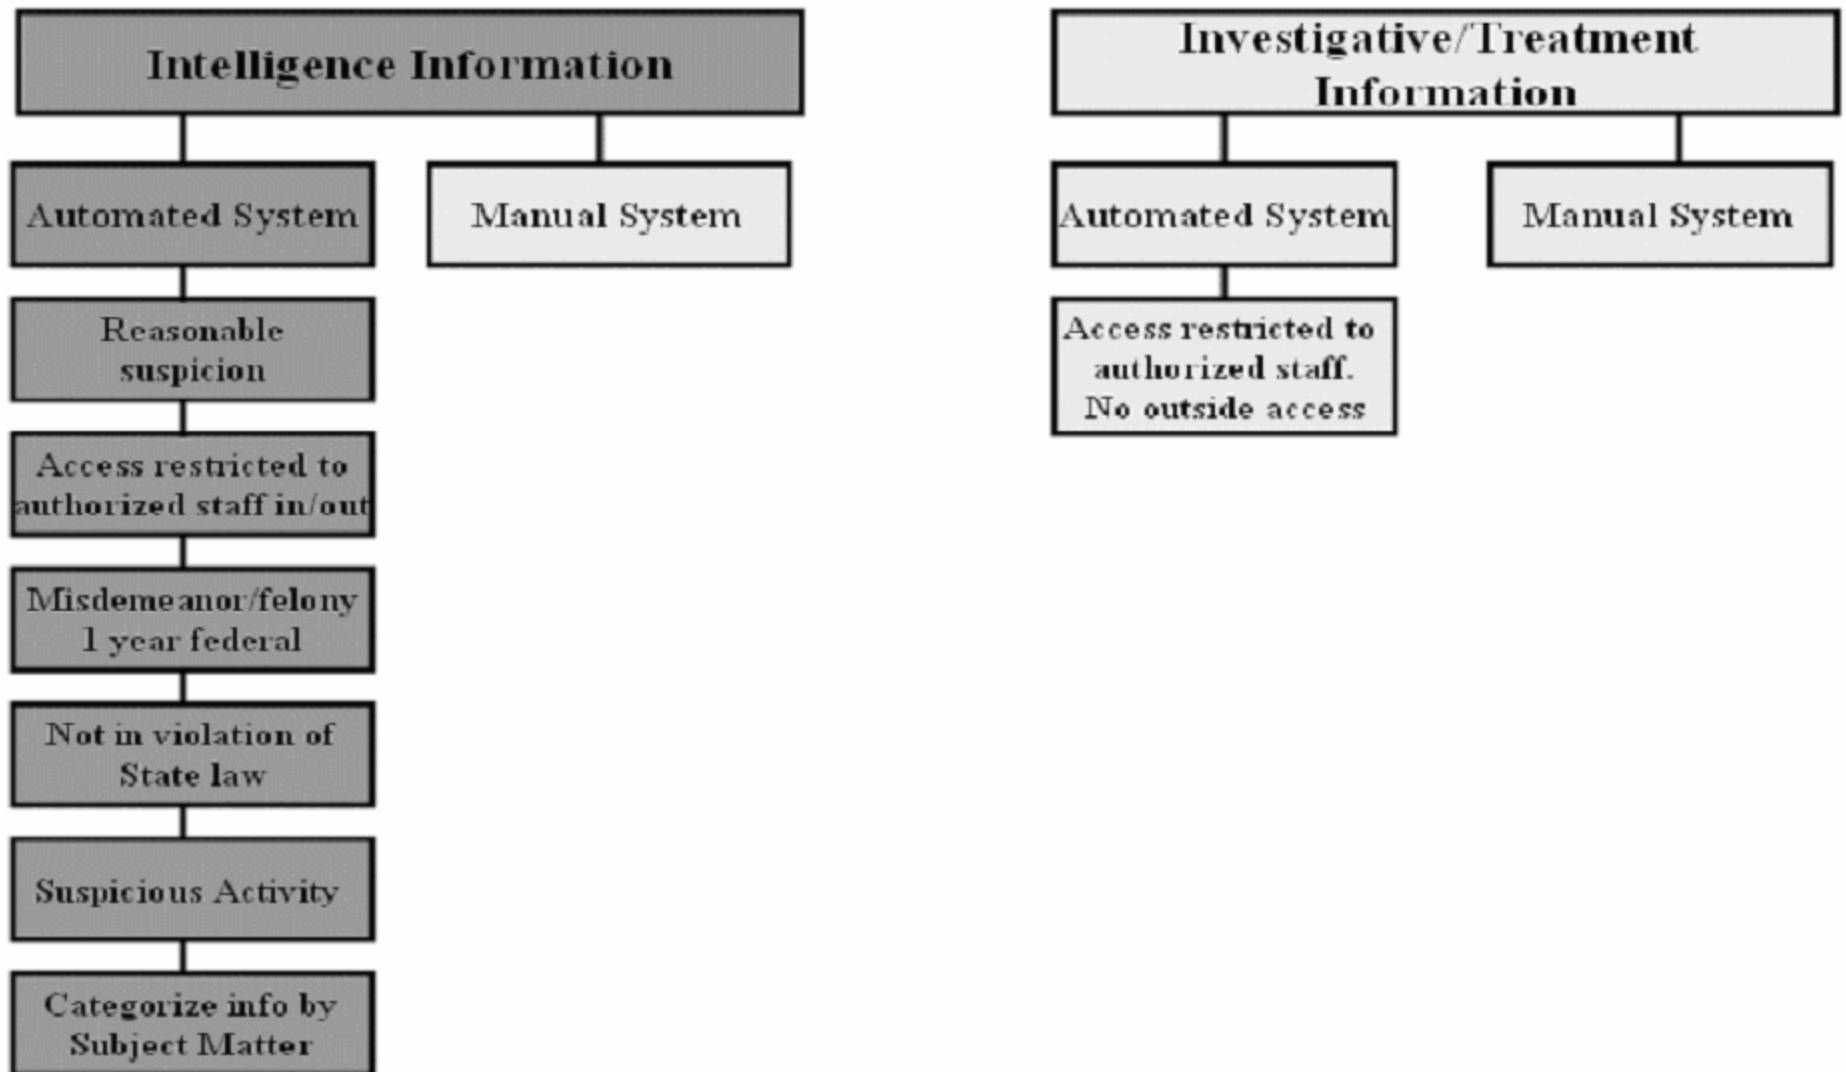 Intelligence Information
Automated System
Manual System
Reasonable
suspicion
Access restricted to
authorized staff in/out
Misdemeanor/felony
1 year federal
Not in violation of
State law
Suspicious Activity
Categorize info by
Subject Matter
Investigative/Treatment
Information
Automated System
Manual System
Access restricted to
authorized staff.
No outside access